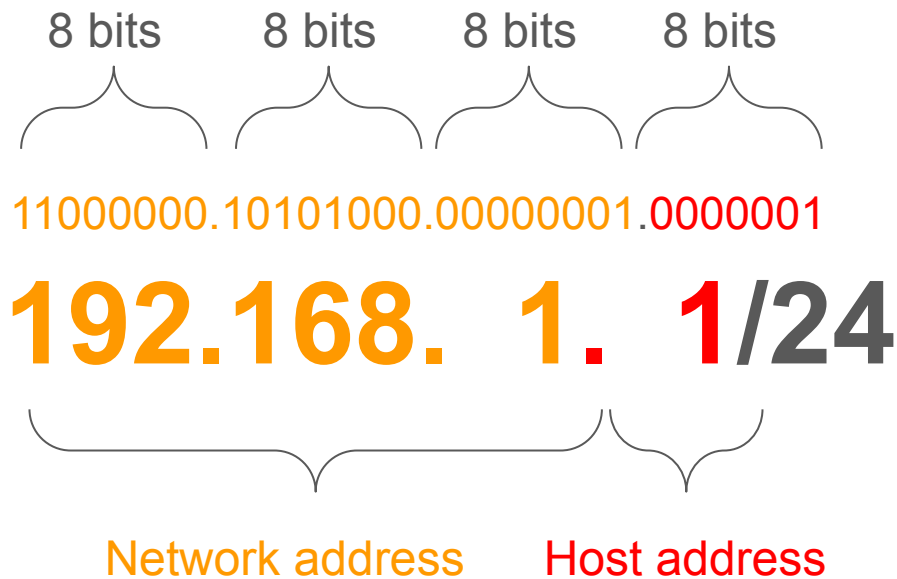 8 bits 8 bits 8 bits 8 bits
11000000.10101000.00000001.0000001
192.168. 1. 1/24
Network address Host address